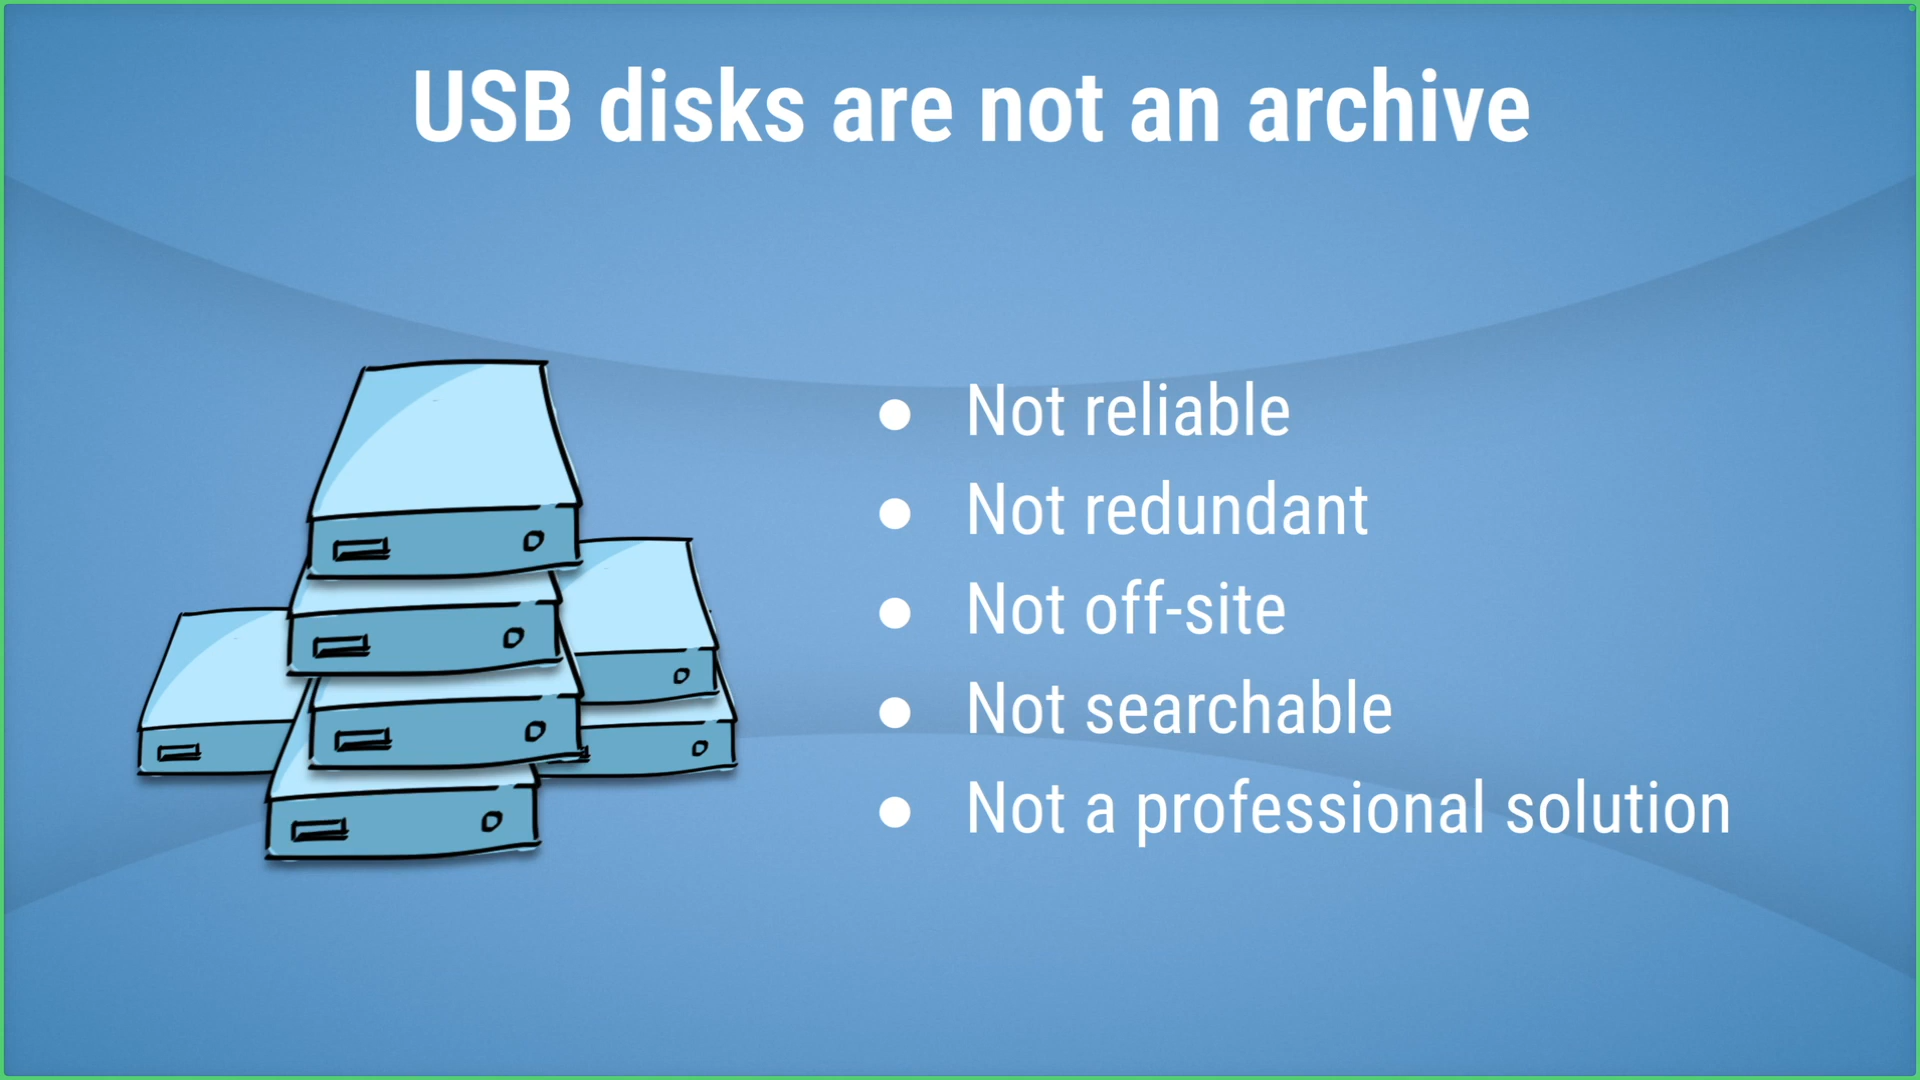 USB disks are not an archive
● Not reliable
● Not redundant
● Not off-site
● Not searchable
● Not a professional solution